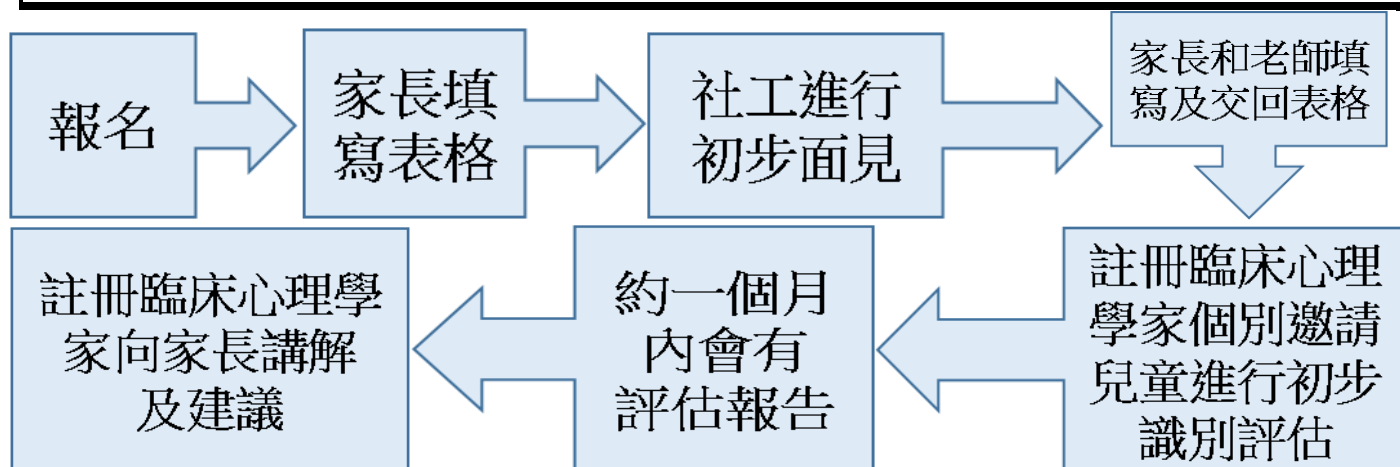 報名
家長填
寫表格
社工進行
初步面見
家長和老師填
寫及交回表格
註冊臨床心理
學家個別邀請
兒童進行初步
識別評估
約一個月
內會有
評估報告
註冊臨床心理學
家向家長講解
及建議